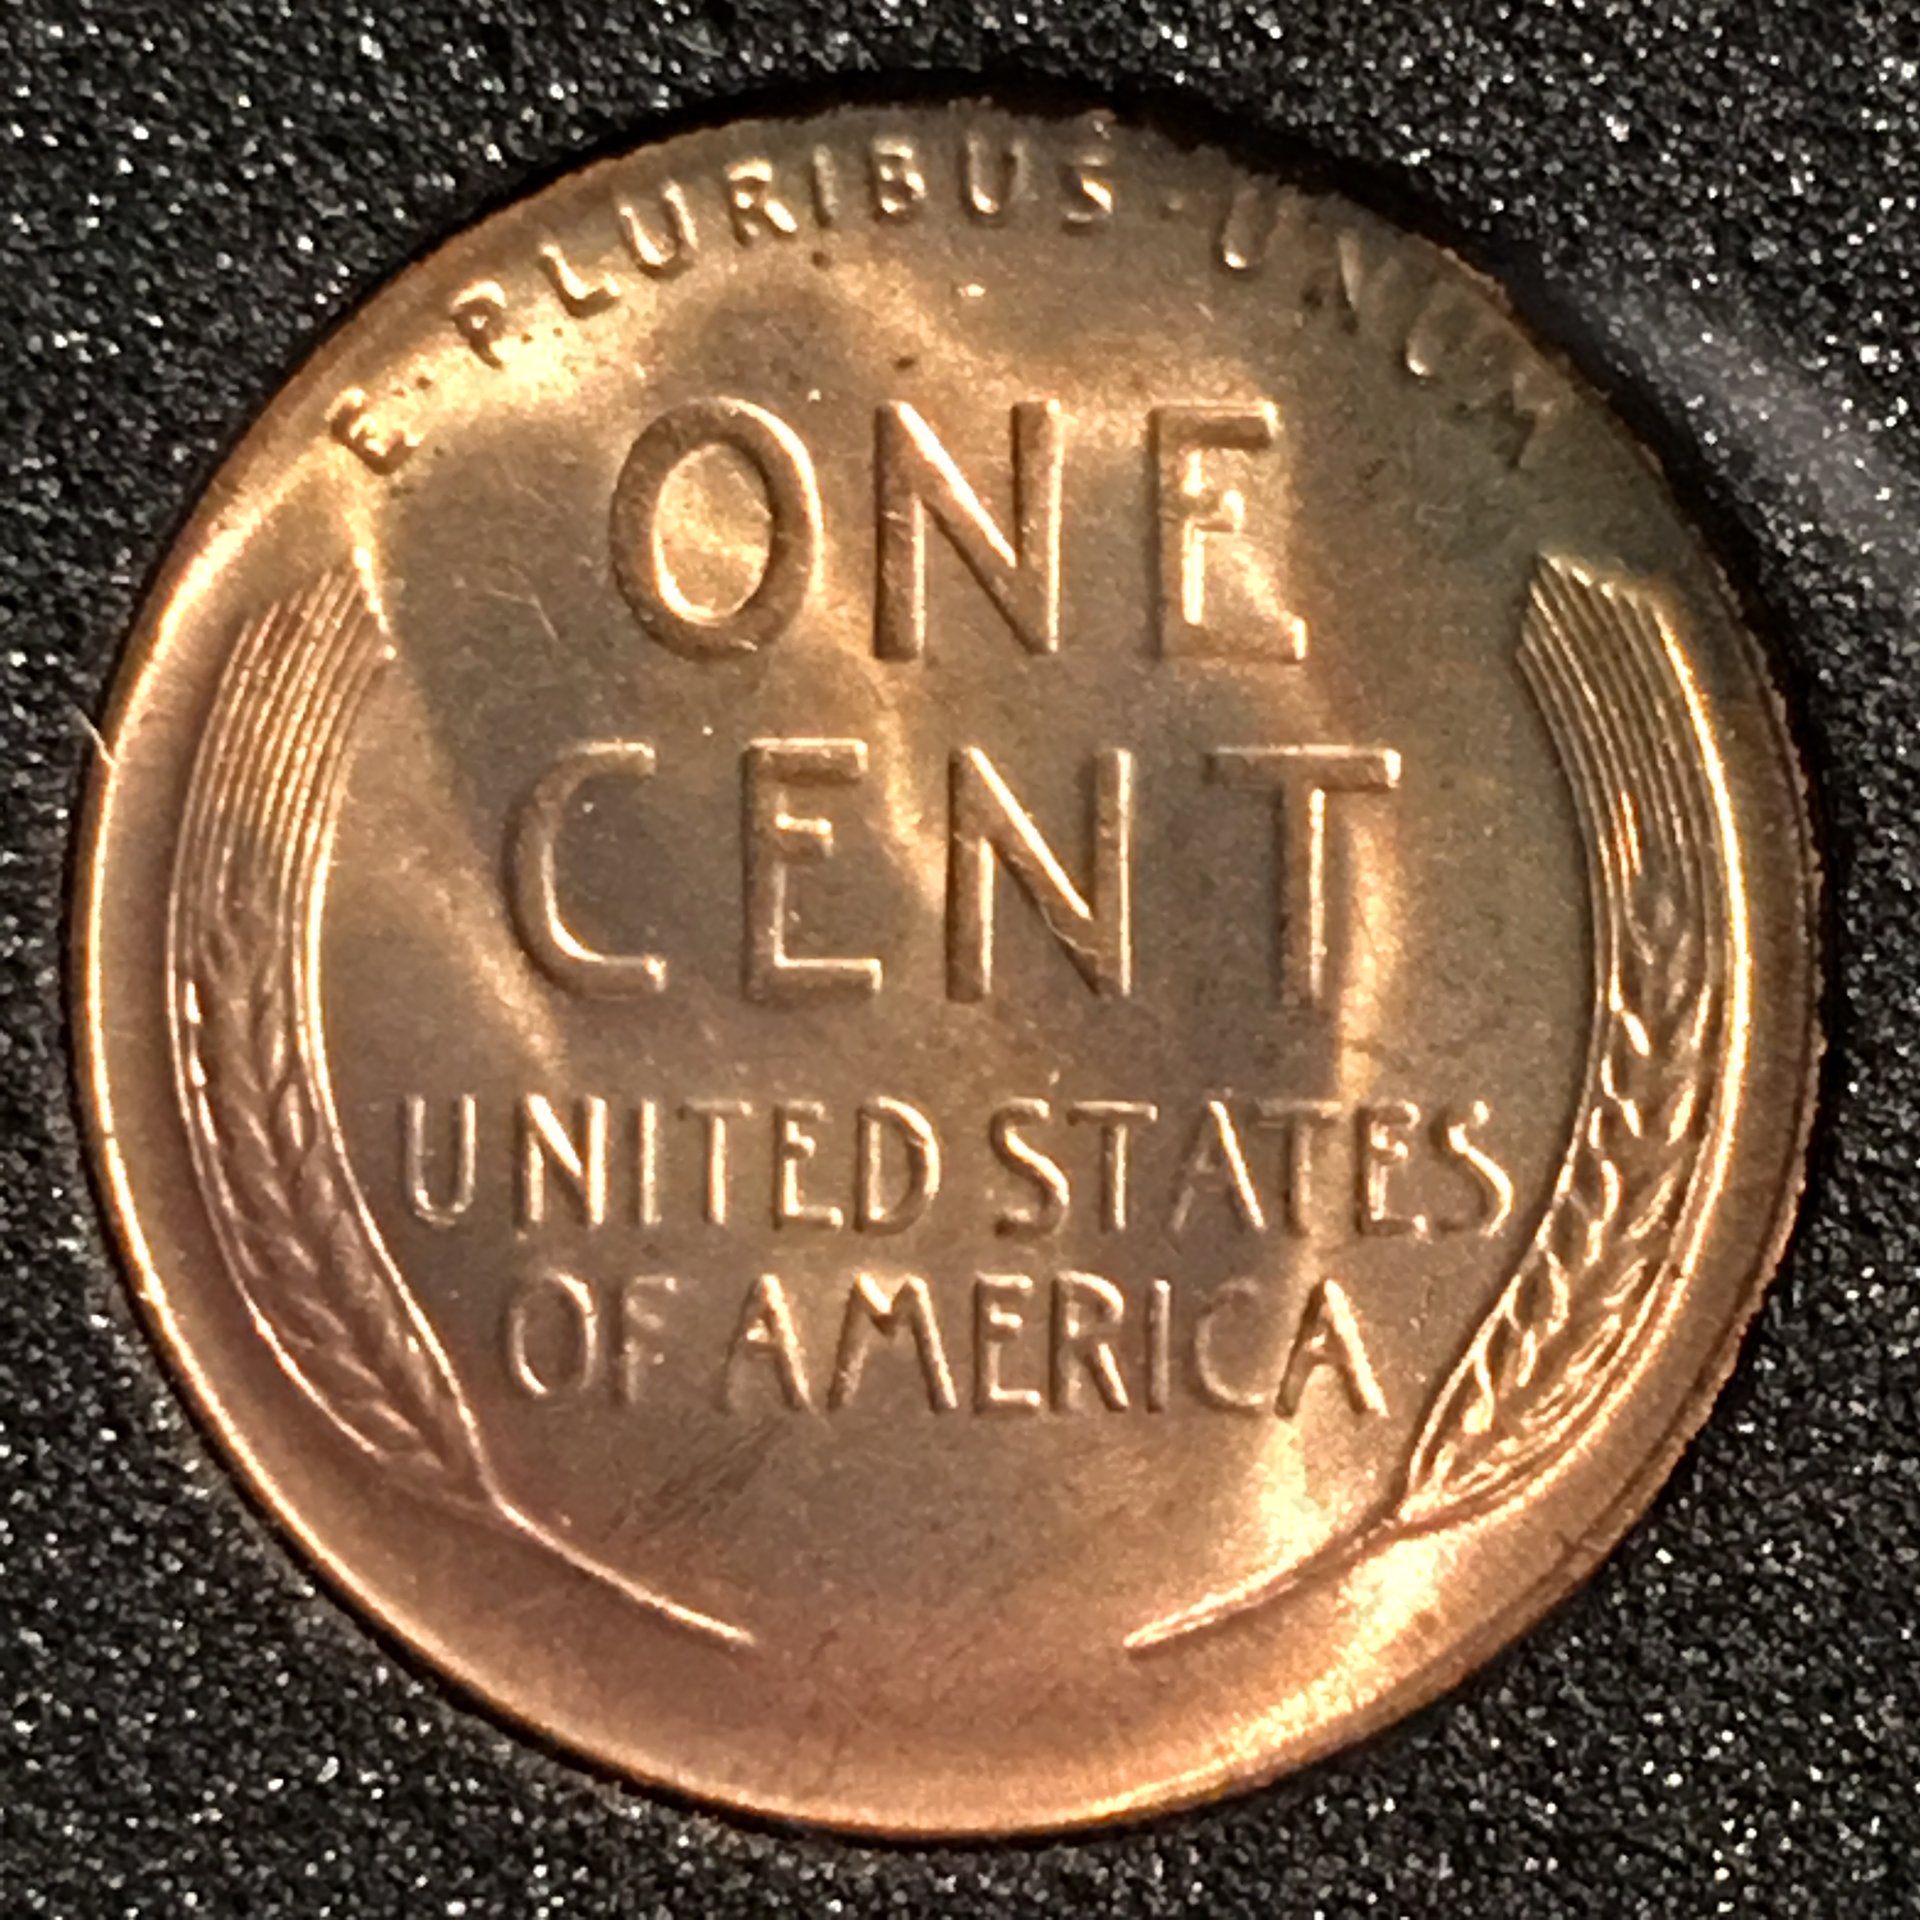 E · PLURIBUS · UNUM
ONE
CENT
UNITED STATES
OF AMERICA